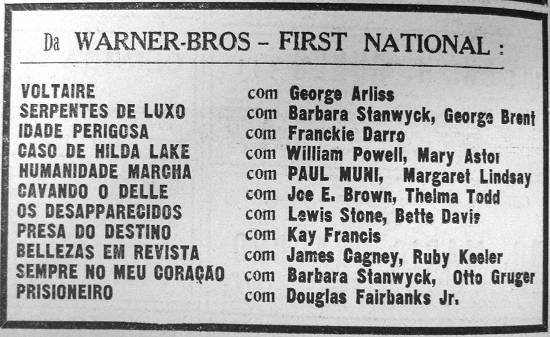 Da WARNER-BROS - FIRST NATIONAL :
VOLTAIRE com George Arliss
SERPENTES DE LUXO com Barbara Stanwyck, George Brent
IDADE PERIGOSA com Franckie Darro
CASO DE HILDA LAKE com William Powell, Mary Astor
HUMANIDADE MARCHA com PAUL MUNI, Margaret Lindsay
CAVANDO O DELLE com Joe E. Brown, Thelma Todd
OS DESAPPARECIDOS com Lewis Stone, Bette Davis
PRESA DO DESTINO com Kay Francis
BELLEZAS EM REVISTA com James Cagney, Ruby Keeler
SEMPRE NO MEU CORAÇÃO com Barbara Stanwyck, Otto Gruger
PRISIONEIRO com Douglas Fairbanks Jr.